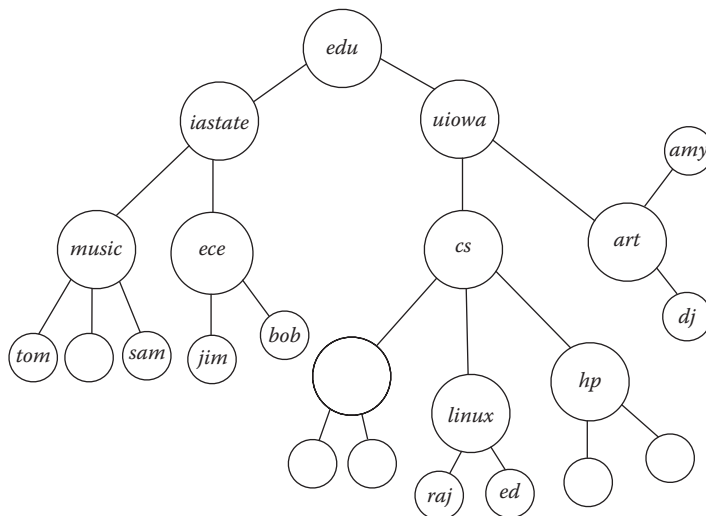 edu
iastate
uiowa
amy
music
ece
cs
art
tom
sam
jim
bob
dj
linux
hp
raj
ed